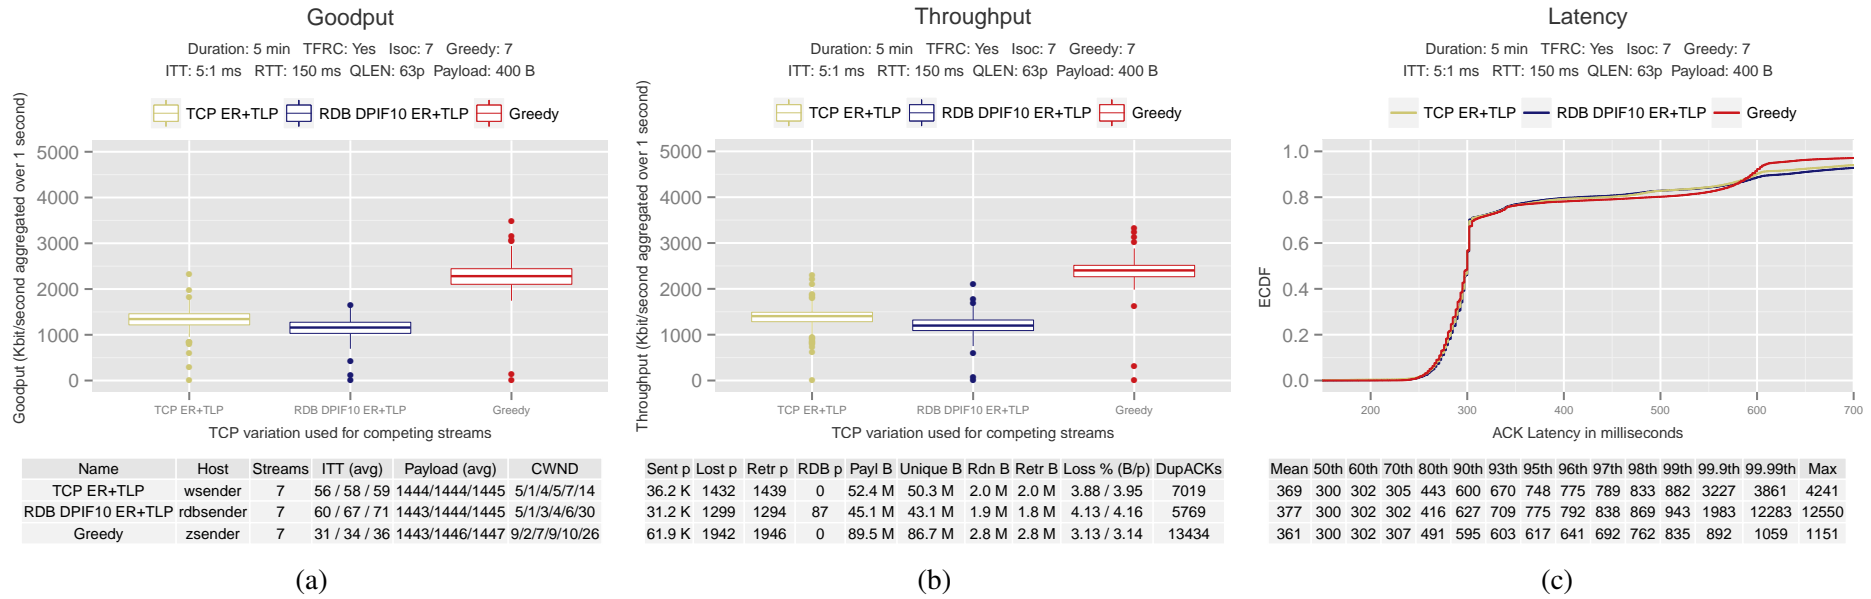 Goodput
Duration: 5 min TFRC: Yes Isoc: 7 Greedy: 7
ITT: 5:1 ms RTT: 150 ms QLEN: 63p Payload: 400 B
TCP ER+TLP RDB DPIF10 ER+TLP Greedy
Goodput (Kbit/second aggregated over 1 second)
5000
4000
3000
2000
1000
0
TCP ER+TLP RDB DPIF10 ER+TLP Greedy
TCP variation used for competing streams
Name Host Streams ITT (avg) Payload (avg) CWND
TCP ER+TLP wsender 7 56 / 58 / 59 1444/1444/1445 5/1/4/5/7/14
RDB DPIF10 ER+TLP rdbsender 7 60 / 67 / 71 1443/1444/1445 5/1/3/4/6/30
Greedy zsender 7 31 / 34 / 36 1443/1446/1447 9/2/7/9/10/26
(a)
Throughput
Duration: 5 min TFRC: Yes Isoc: 7 Greedy: 7
ITT: 5:1 ms RTT: 150 ms QLEN: 63p Payload: 400 B
TCP ER+TLP RDB DPIF10 ER+TLP Greedy
Throughput (Kbit/second aggregated over 1 second)
5000
4000
3000
2000
1000
0
TCP ER+TLP RDB DPIF10 ER+TLP Greedy
TCP variation used for competing streams
Sent p Lost p Retr p RDB p Payl B Unique B Rdn B Retr B Loss % (B/p) DupACKs
36.2 K 1432 1439 0 52.4 M 50.3 M 2.0 M 2.0 M 3.88 / 3.95 7019
31.2 K 1299 1294 87 45.1 M 43.1 M 1.9 M 1.8 M 4.13 / 4.16 5769
61.9 K 1942 1946 0 89.5 M 86.7 M 2.8 M 2.8 M 3.13 / 3.14 13434
(b)
Latency
Duration: 5 min TFRC: Yes Isoc: 7 Greedy: 7
ITT: 5:1 ms RTT: 150 ms QLEN: 63p Payload: 400 B
TCP ER+TLP RDB DPIF10 ER+TLP Greedy
ECDF
1.0
0.8
0.6
0.4
0.2
0.0
200 300 400 500 600 700
ACK Latency in milliseconds
Mean 50th 60th 70th 80th 90th 93th 95th 96th 97th 98th 99th 99.9th 99.99th Max
369 300 302 305 443 600 670 748 775 789 833 882 3227 3861 4241
377 300 302 302 416 627 709 775 792 838 869 943 1983 12283 12550
361 300 302 307 491 595 603 617 641 692 762 835 892 1059 1151
(c)